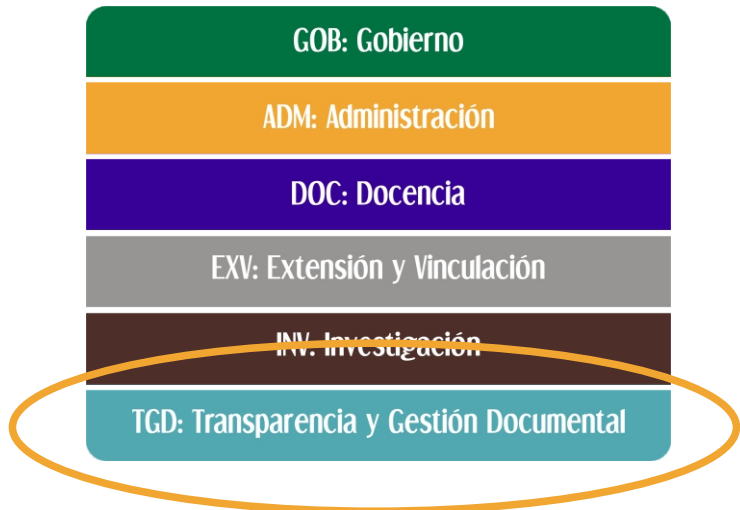 GOB: Gobierno
ADM: Administración
DOC: Docencia
EXV: Extensión y Vinculación
INV: Investigación
TGD: Transparencia y Gestión Documental